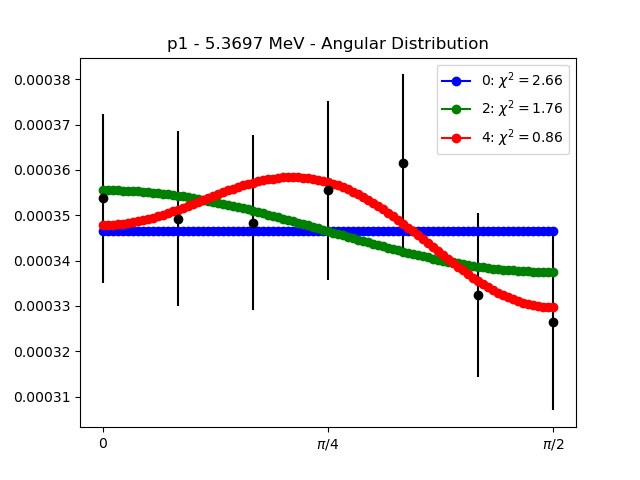 p1 - 5.3697 MeV - Angular Distribution
0.00038
0.00037
0.00036
0.00035
0.00034
0.00033
0.00032
0.00031
0: χ² = 2.66
2: χ² = 1.76
4: χ² = 0.86
0
π/4
π/2